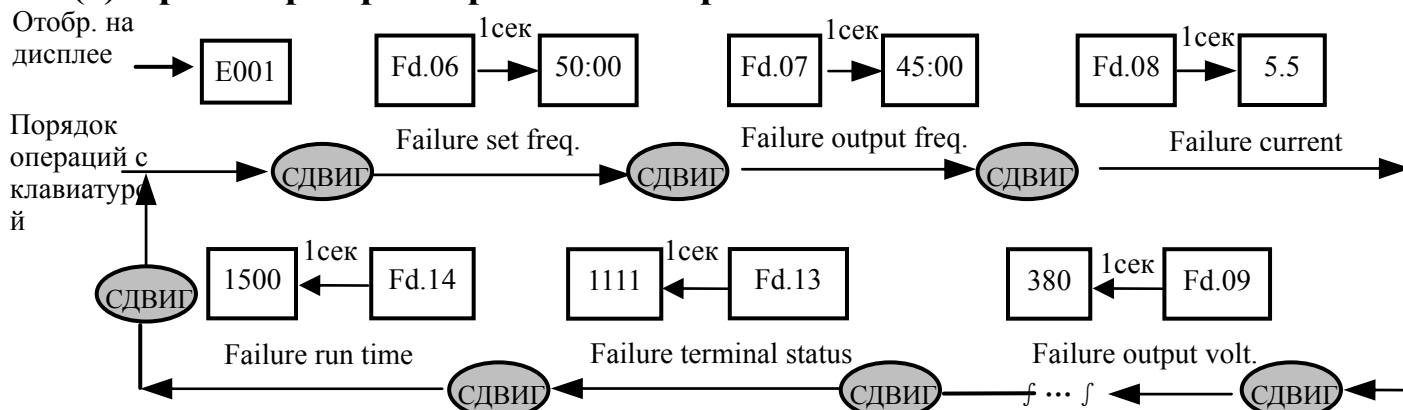 Отобр. на
дисплее
E001
Fd.06
1сек
50:00
Fd.07
1сек
45:00
Fd.08
1сек
5.5
Порядок
операций с
клавиатуро
й
СДВИГ
Failure set freq.
СДВИГ
Failure output freq.
СДВИГ
Failure current
СДВИГ
1500
1сек
Fd.14
1111
1сек
Fd.13
380
1сек
Fd.09
Failure run time
СДВИГ
Failure terminal status
СДВИГ
∫ ... ∫
Failure output volt.
СДВИГ